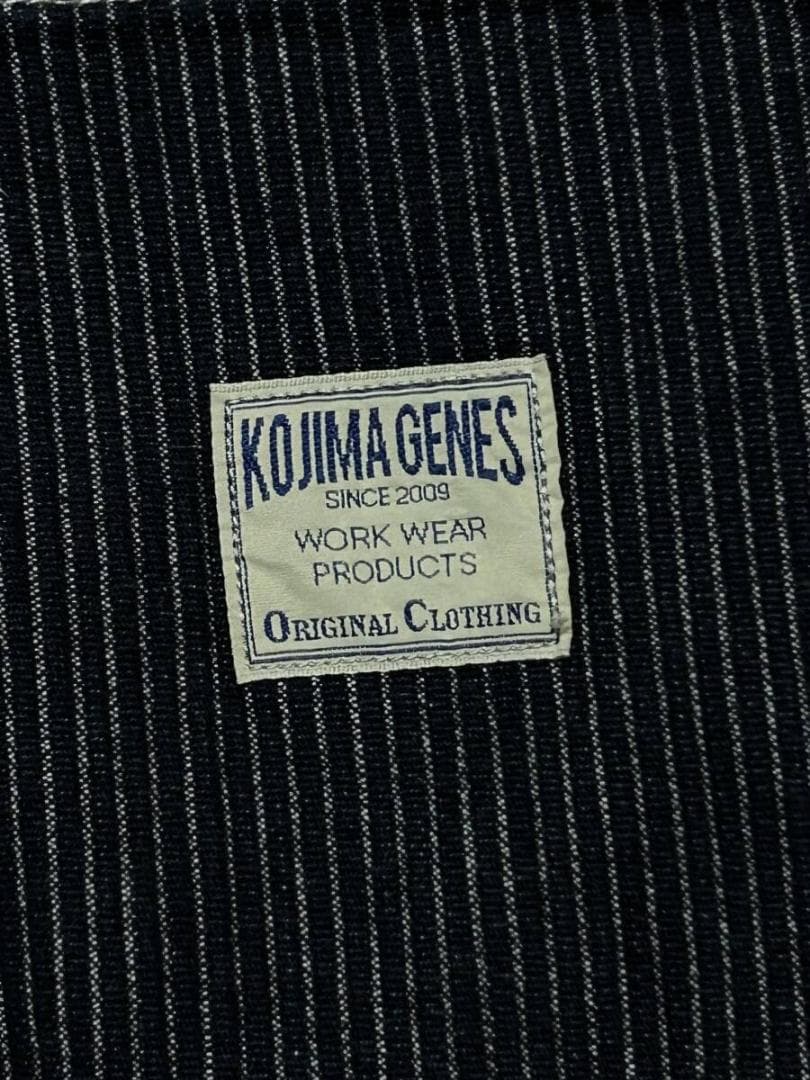 KOJIMA GENES
SINCE 2009
WORK WEAR
PRODUCTS
ORIGINAL CLOTHING